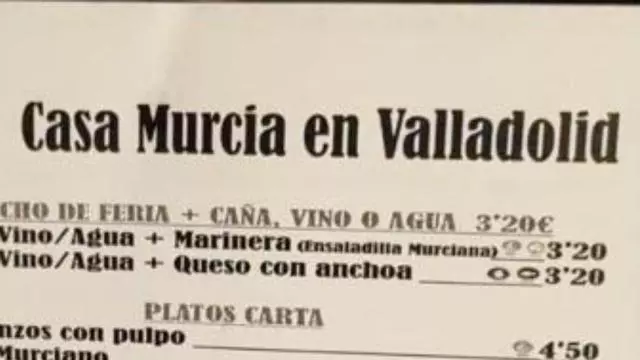 Casa Murcia en Valladolid
CHO DE FERIA + CAÑA, VINO O AGUA 3'20€
Vino/Agua + Marinera (Ensaladilla Murciana) 3'20
Vino/Agua + Queso con anchoa 3'20
PLATOS CARTA
nzos con pulpo 4'50
Murciano